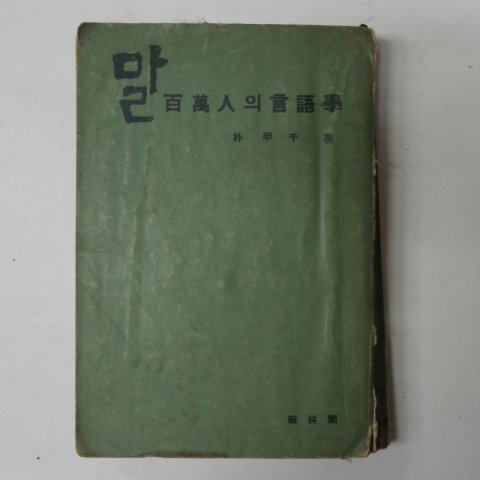 말
百萬人의 言語學
朴甲千 著
翰林閣